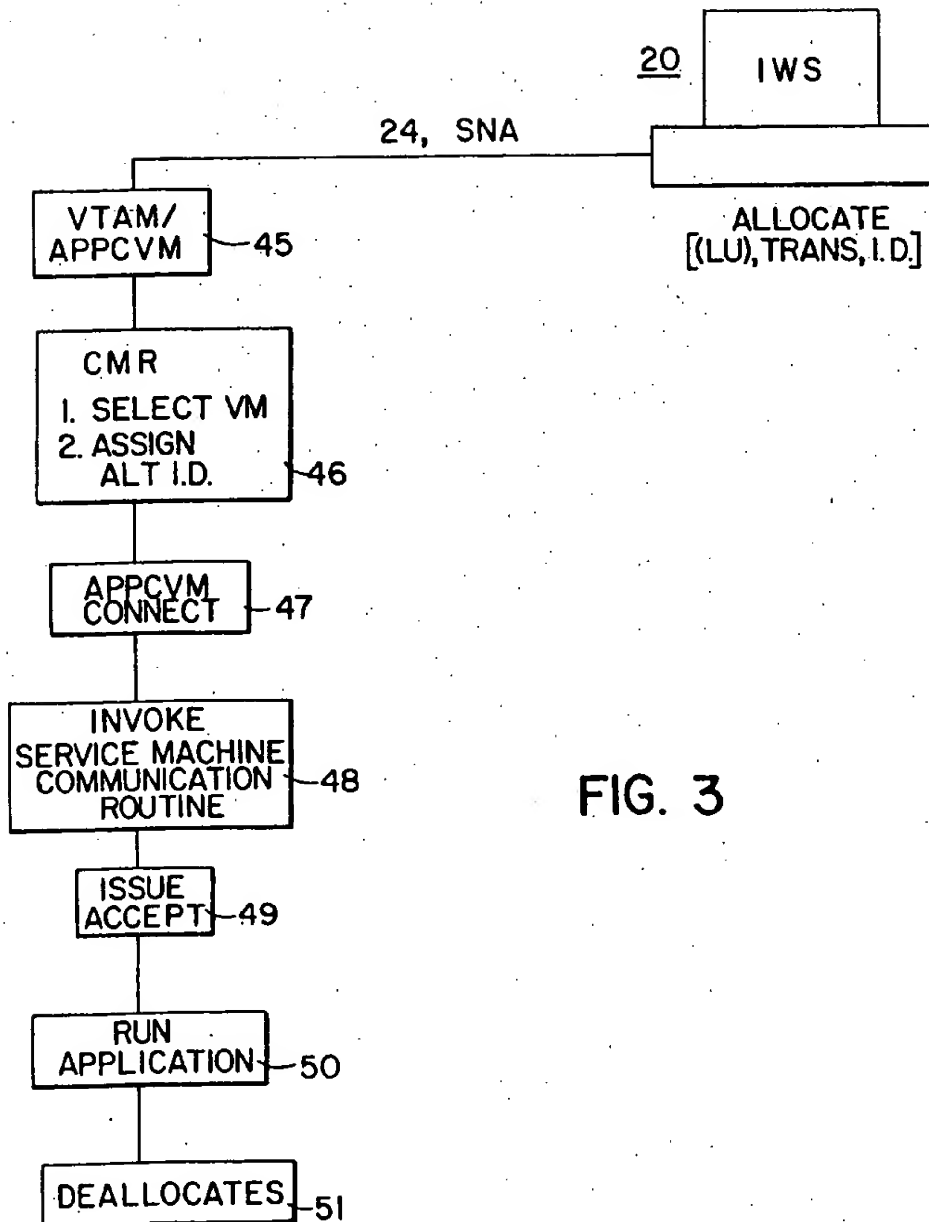 20
IWS
24, SNA
ALLOCATE
[(LU), TRANS, I.D.]
VTAM/
APPCVM
45
CMR
1. SELECT VM
2. ASSIGN
ALT I.D.
46
APPCVM
CONNECT
47
INVOKE
SERVICE MACHINE
COMMUNICATION
ROUTINE
48
FIG. 3
ISSUE
ACCEPT
49
RUN
APPLICATION
50
DEALLOCATES
51